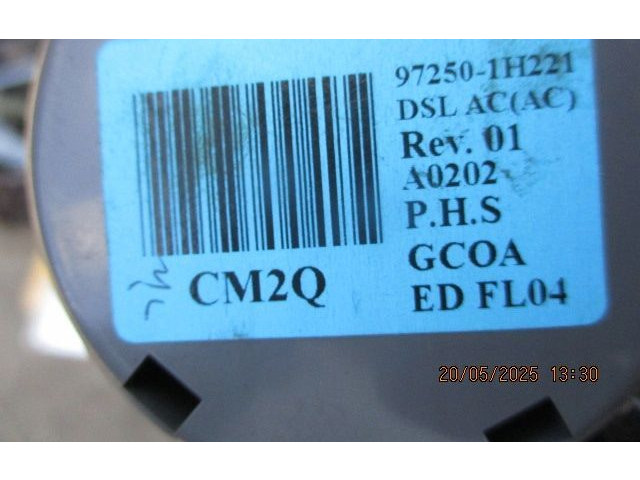 97250-1H221
DSL AC(AC)
Rev. 01
A0202
P.H.S
GCOA
CM2Q
ED FL04
20/05/2025 13:30